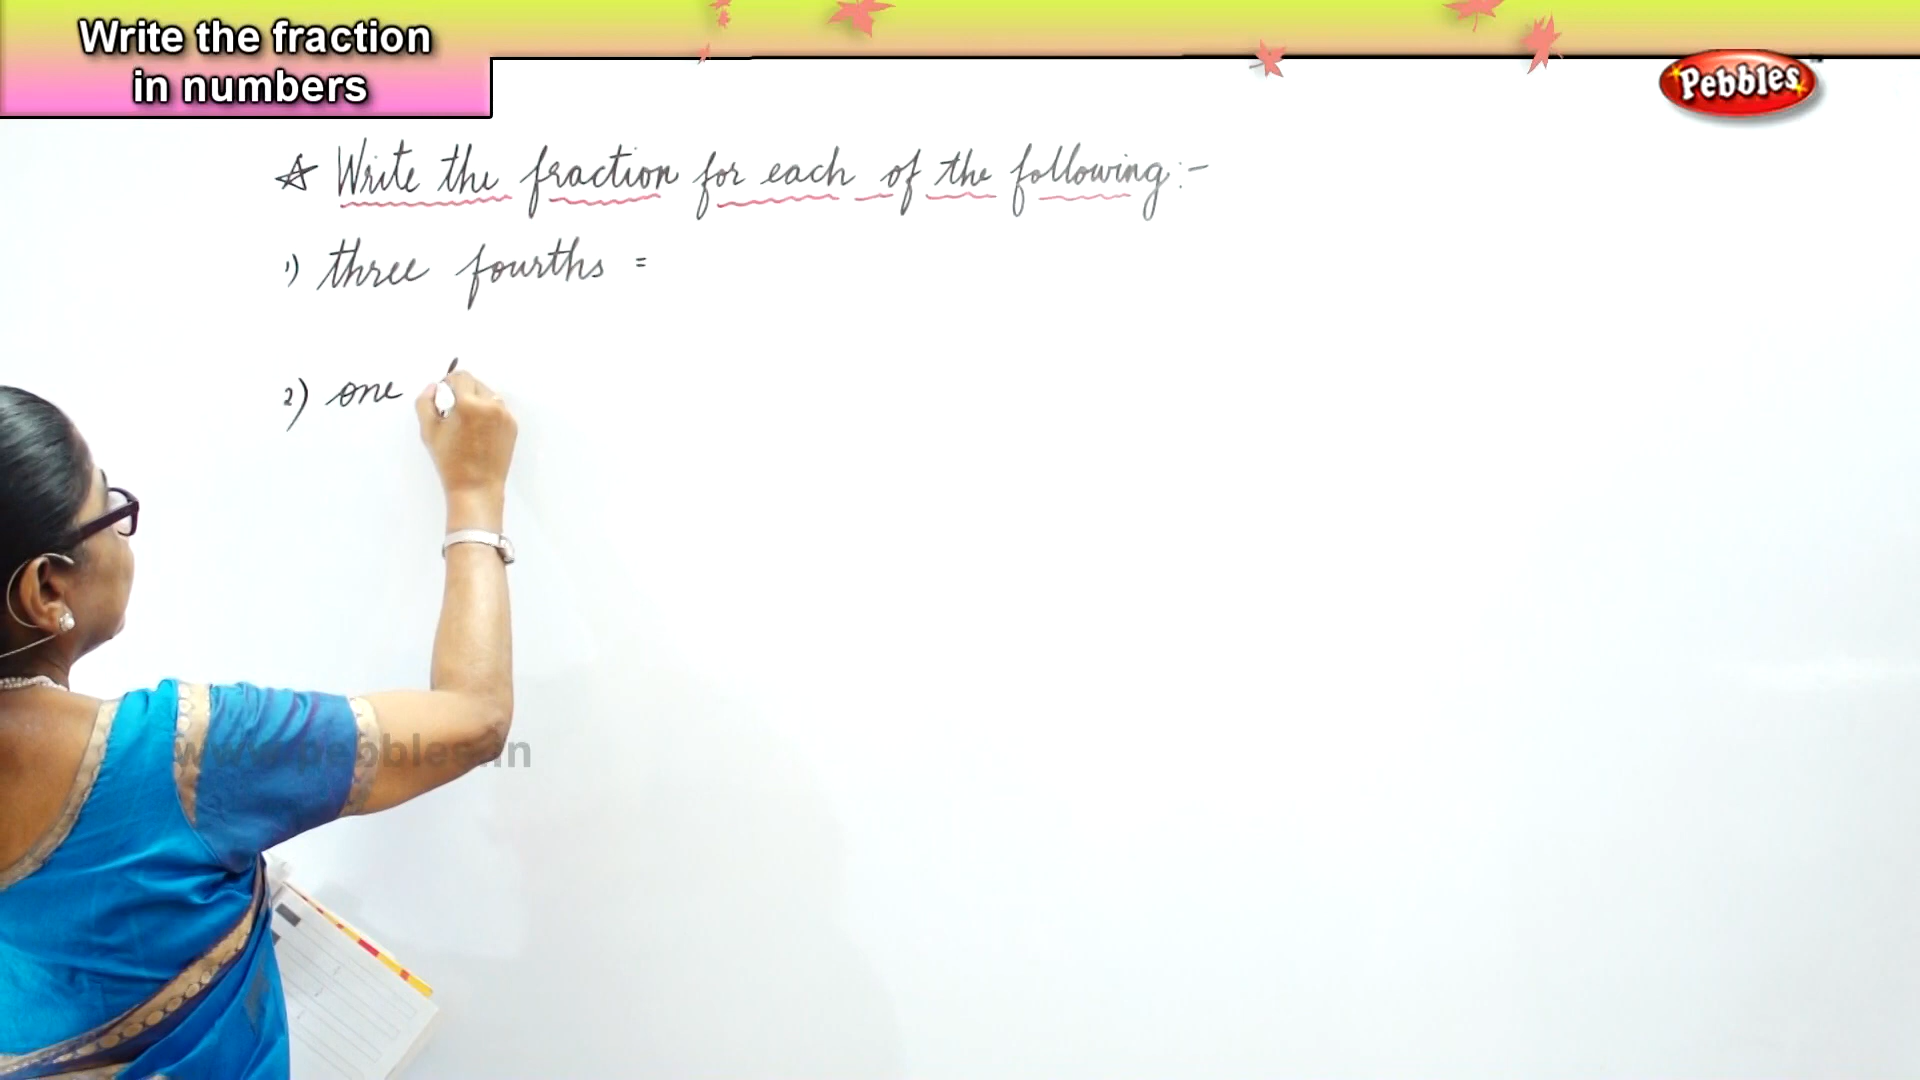 Write the fraction
in numbers
Pebbles
☆ Write the fraction for each of the following:-
1) three fourths =
2) one
www.pebbles.in